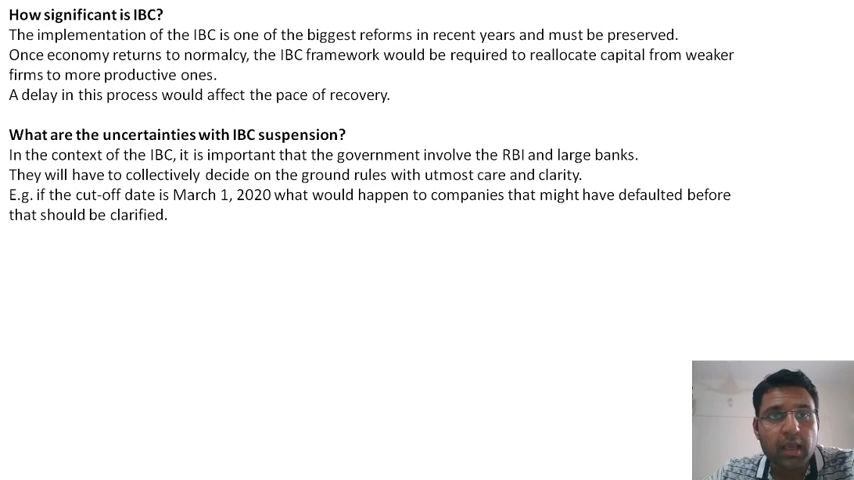 How significant is IBC?
The implementation of the IBC is one of the biggest reforms in recent years and must be preserved.
Once economy returns to normalcy, the IBC framework would be required to reallocate capital from weaker
firms to more productive ones.
A delay in this process would affect the pace of recovery.
What are the uncertainties with IBC suspension?
In the context of the IBC, it is important that the government involve the RBI and large banks.
They will have to collectively decide on the ground rules with utmost care and clarity.
E.g. if the cut-off date is March 1, 2020 what would happen to companies that might have defaulted before
that should be clarified.